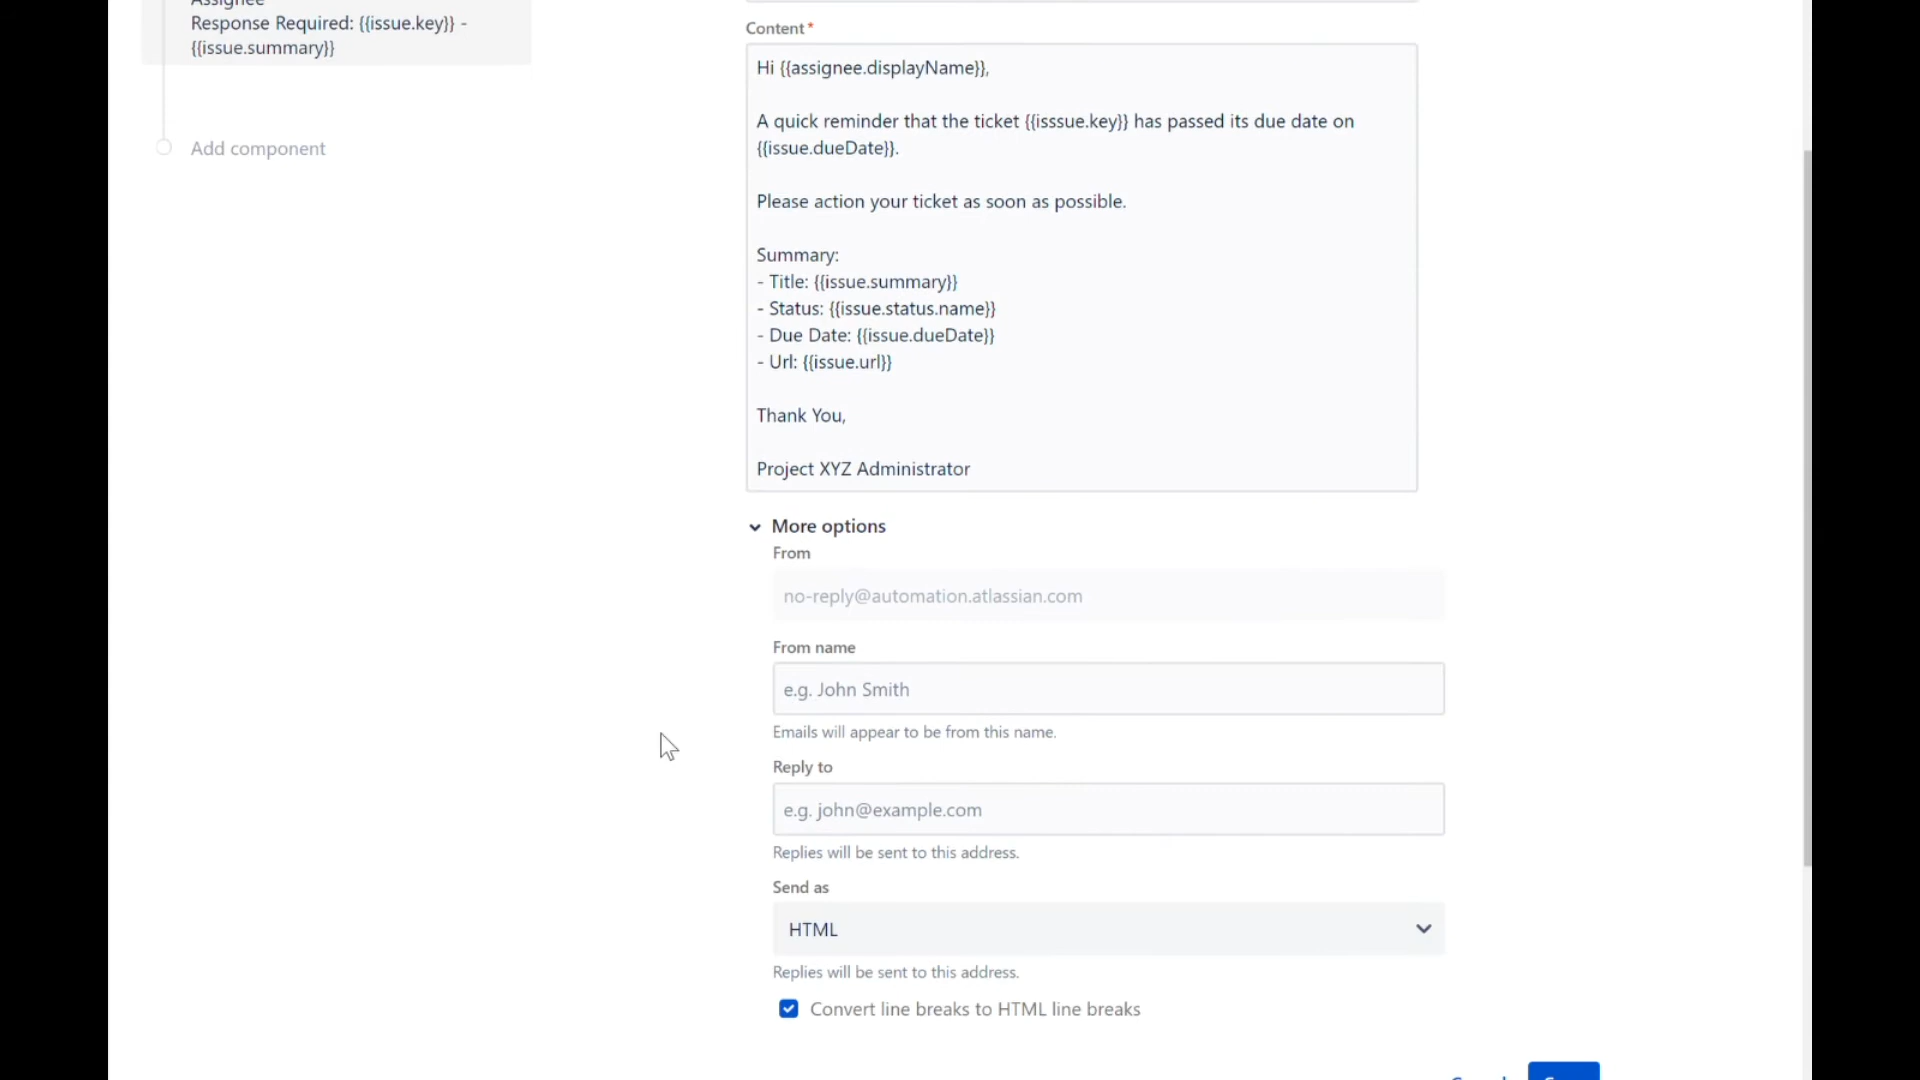 Assignee
Response Required: {{issue.key}} -
{{issue.summary}}
Add component
Content*
Hi {{assignee.displayName}},
A quick reminder that the ticket {{isssue.key}} has passed its due date on
{{issue.dueDate}}.
Please action your ticket as soon as possible.
Summary:
- Title: {{issue.summary}}
- Status: {{issue.status.name}}
- Due Date: {{issue.dueDate}}
- Url: {{issue.url}}
Thank You,
Project XYZ Administrator
More options
From
no-reply@automation.atlassian.com
From name
e.g. John Smith
Emails will appear to be from this name.
Reply to
e.g. john@example.com
Replies will be sent to this address.
Send as
HTML
Replies will be sent to this address.
Convert line breaks to HTML line breaks